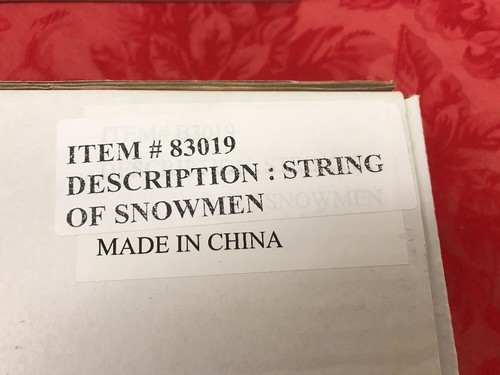 ITEM # 83019
DESCRIPTION : STRING
OF SNOWMEN
MADE IN CHINA